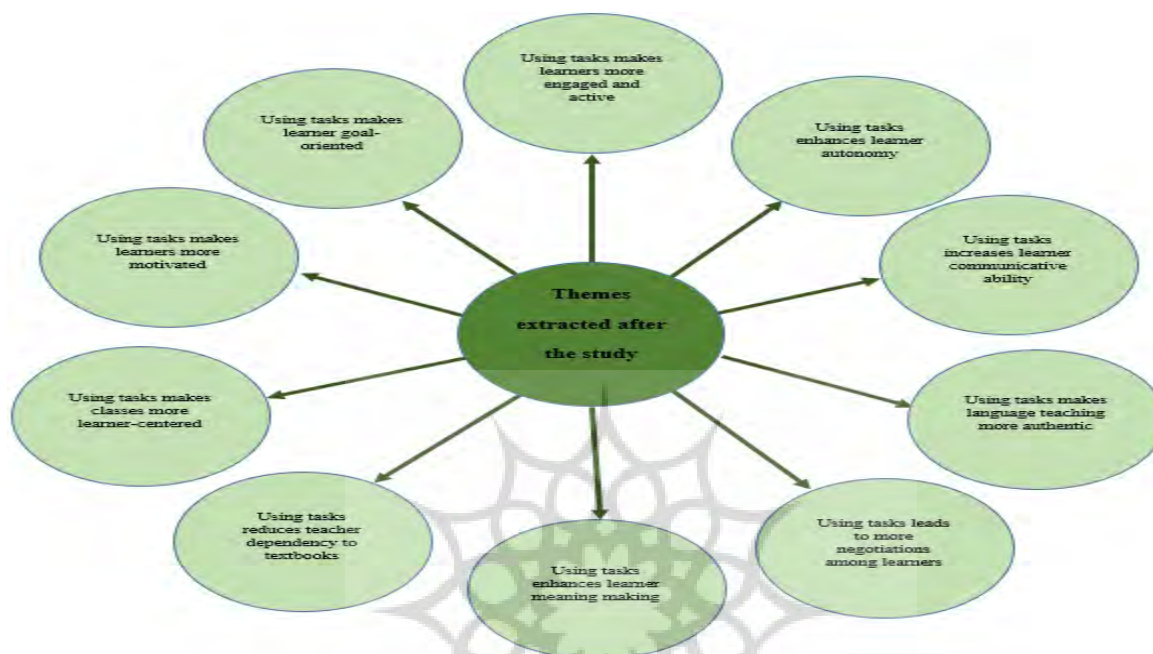 Using tasks makes
learners more
engaged and
active
Using tasks
enhances learner
autonomy
Using tasks
increases learner
communicative
ability
Using tasks makes
language teaching
more authentic
Using tasks leads
to more
negotiations
among learners
Using tasks
enhances learner
meaning making
Using tasks
reduces teacher
dependency to
textbooks
Using tasks makes
classes more
learner-centered
Using tasks makes
learners more
motivated
Using tasks makes
learner goal-
oriented
Themes
extracted after
the study